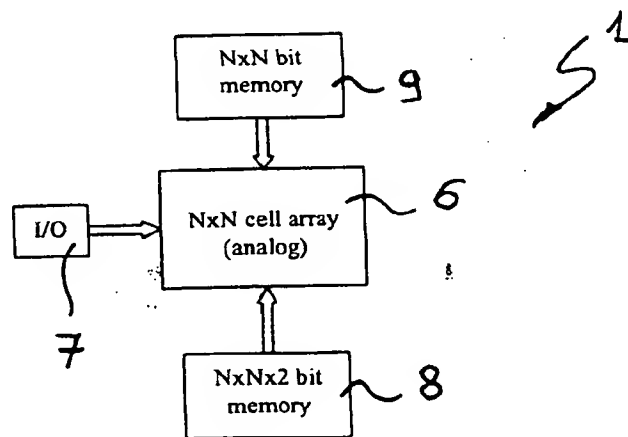 1
NxN bit
memory
9
6
NxN cell array
(analog)
I/O
7
NxNx2 bit
memory
8